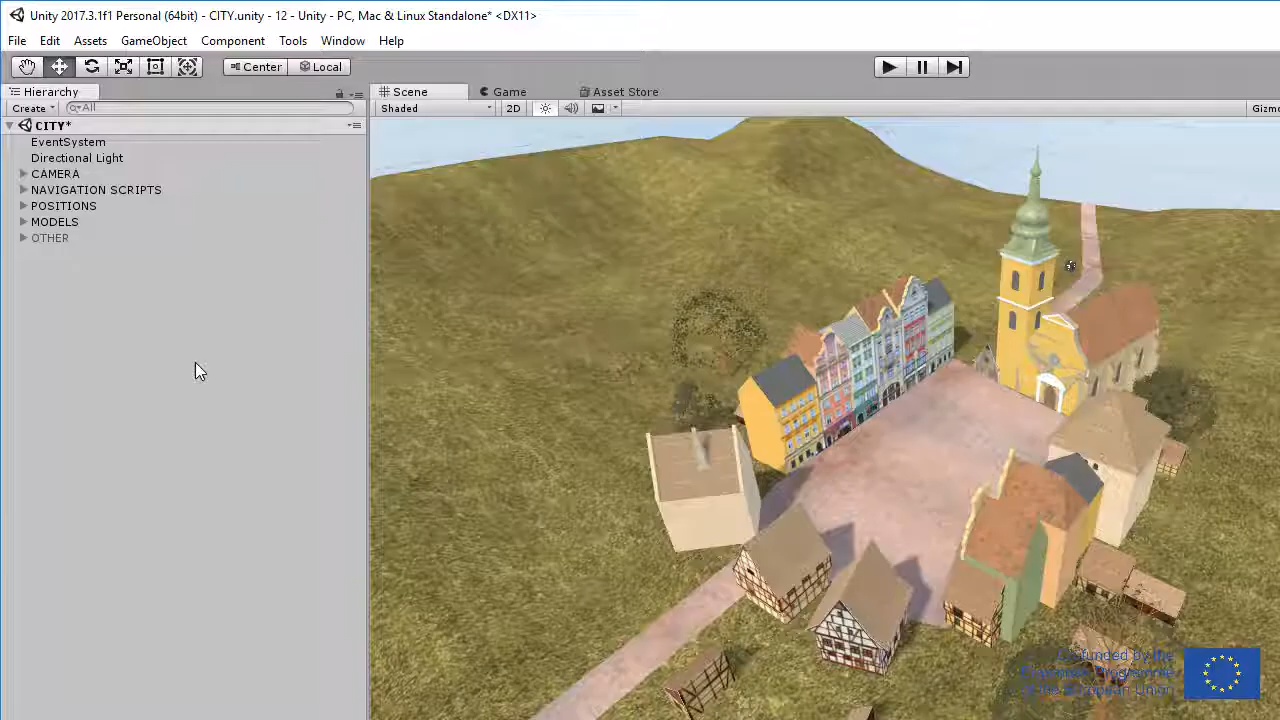 Unity 2017.3.1f1 Personal (64bit) - CITY.unity - 12 - Unity - PC, Mac & Linux Standalone* <DX11>
File Edit Assets GameObject Component Tools Window Help
Center Local
Hierarchy Scene Game Asset Store
Create All Shaded 2D Gizmo
CITY*
EventSystem
Directional Light
CAMERA
NAVIGATION SCRIPTS
POSITIONS
MODELS
OTHER
Co-funded by the
Erasmus+ Programme
of the European Union